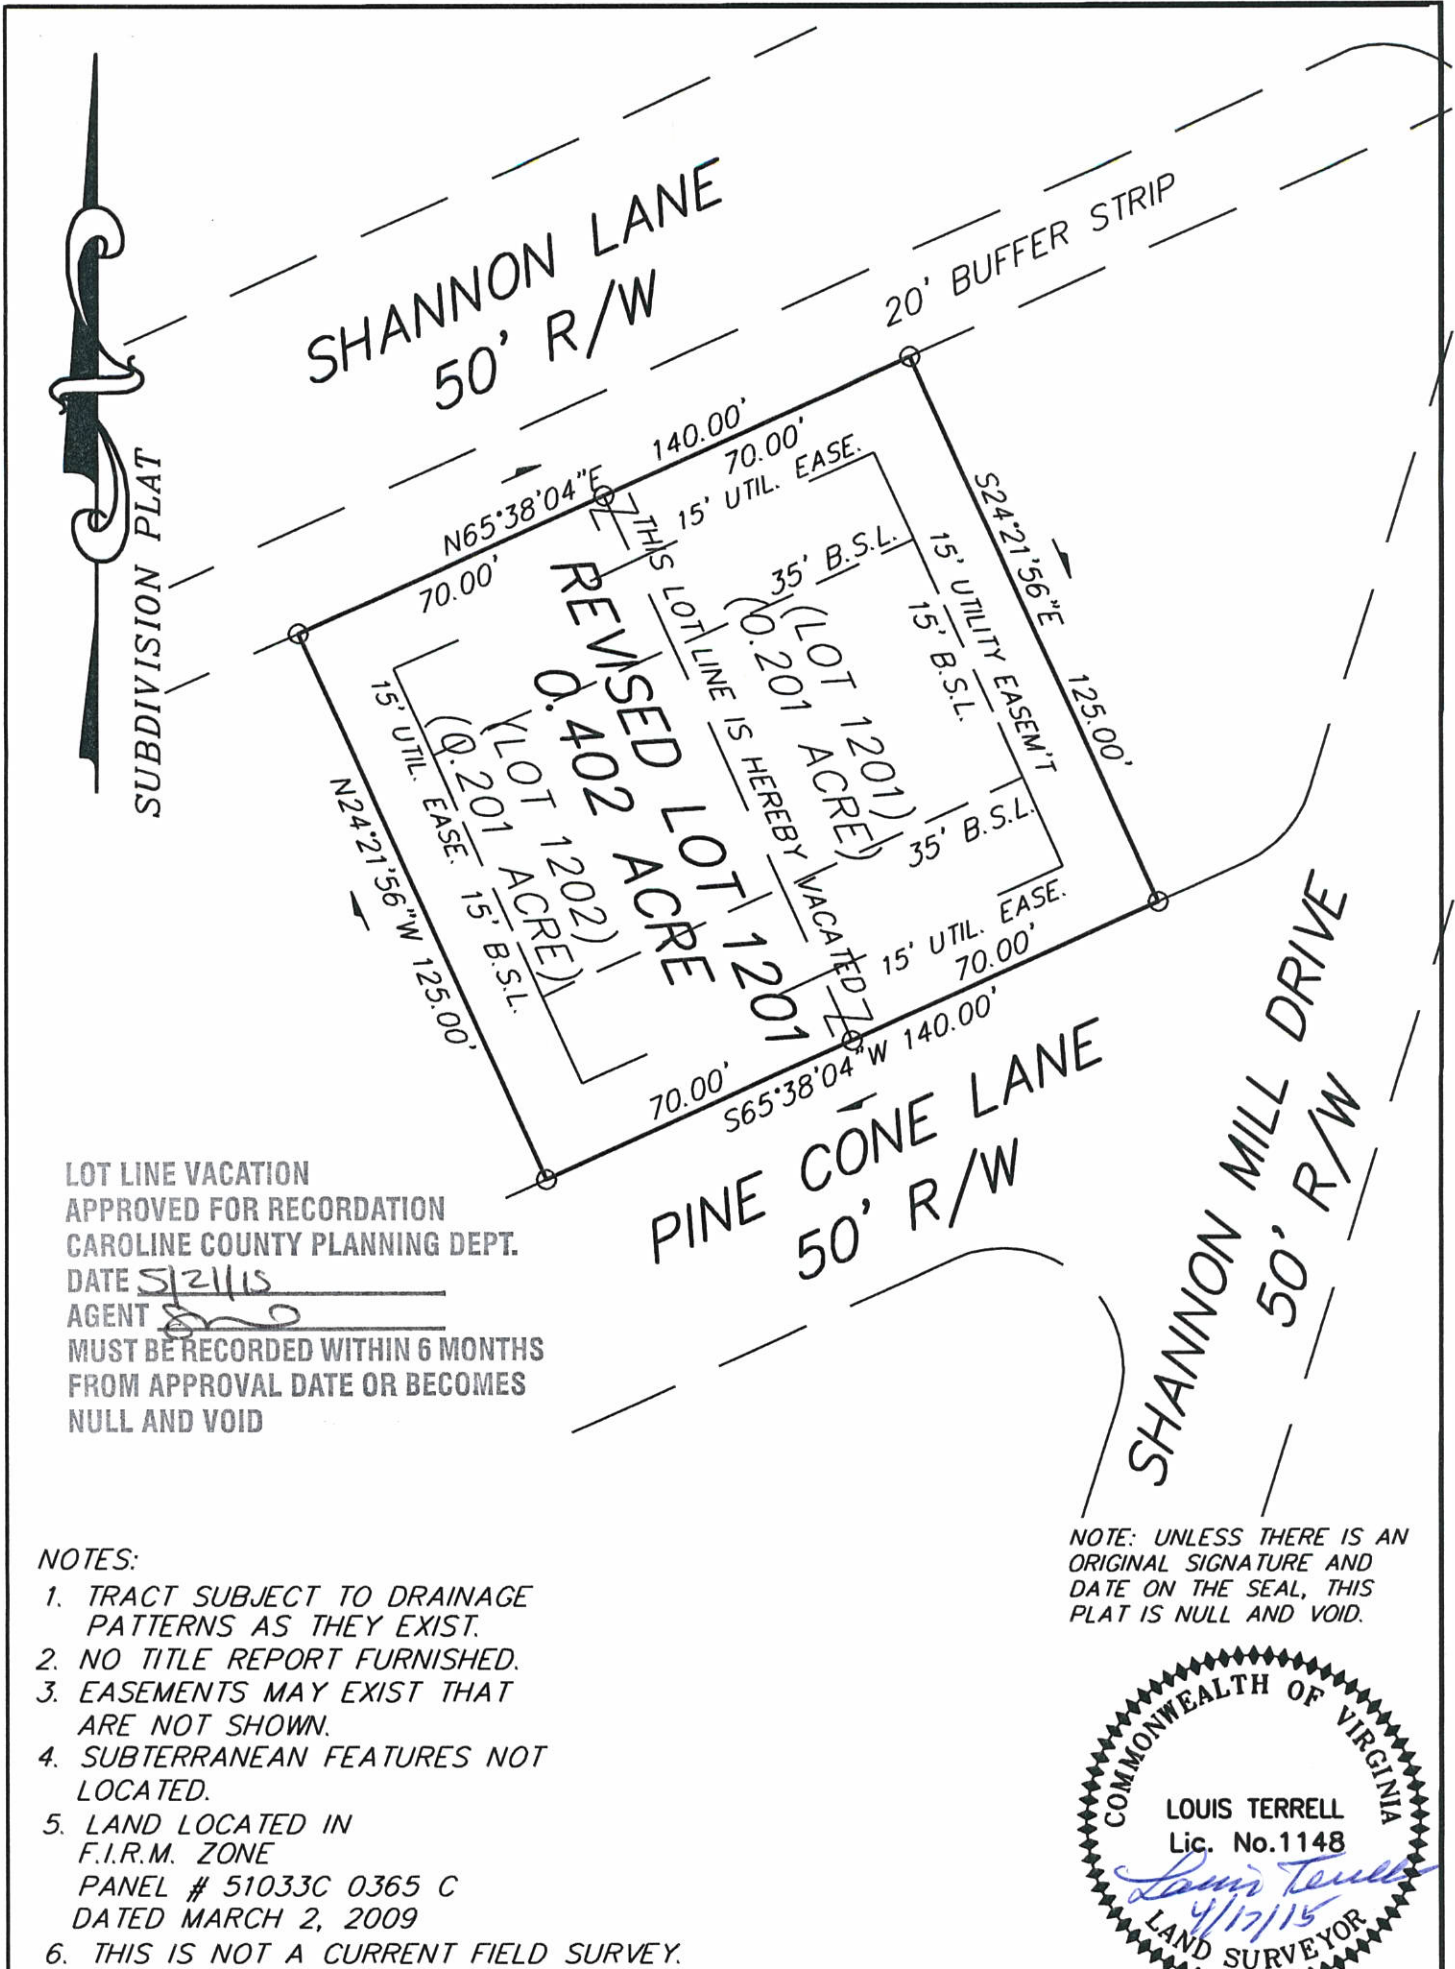 SUBDIVISION PLAT
SHANNON LANE
50' R/W
20' BUFFER STRIP
N65°38'04"E
140.00'
70.00'
70.00'
15' UTIL. EASE.
35' B.S.L.
S24°21'56"E
125.00'
15' UTILITY EASEM'T
15' B.S.L.
(LOT 1201)
(0.201 ACRE)
35' B.S.L.
THIS LOT LINE IS HEREBY VACATED
REVISED LOT 1201
0.402 ACRE
(LOT 1202)
(0.201 ACRE)
15' UTIL. EASE.
15' B.S.L.
N24°21'56"W 125.00'
15' UTIL. EASE.
70.00'
70.00'
S65°38'04"W 140.00'
PINE CONE LANE
50' R/W
SHANNON MILL DRIVE
50' R/W
LOT LINE VACATION
APPROVED FOR RECORDATION
CAROLINE COUNTY PLANNING DEPT.
DATE 5/21/15
AGENT
MUST BE RECORDED WITHIN 6 MONTHS
FROM APPROVAL DATE OR BECOMES
NULL AND VOID
NOTES:
1. TRACT SUBJECT TO DRAINAGE
PATTERNS AS THEY EXIST.
2. NO TITLE REPORT FURNISHED.
3. EASEMENTS MAY EXIST THAT
ARE NOT SHOWN.
4. SUBTERRANEAN FEATURES NOT
LOCATED.
5. LAND LOCATED IN
F.I.R.M. ZONE
PANEL # 51033C 0365 C
DATED MARCH 2, 2009
6. THIS IS NOT A CURRENT FIELD SURVEY.
NOTE: UNLESS THERE IS AN
ORIGINAL SIGNATURE AND
DATE ON THE SEAL, THIS
PLAT IS NULL AND VOID.
COMMONWEALTH OF VIRGINIA
LOUIS TERRELL
Lic. No.1148
Louis Terrell
4/17/15
LAND SURVEYOR